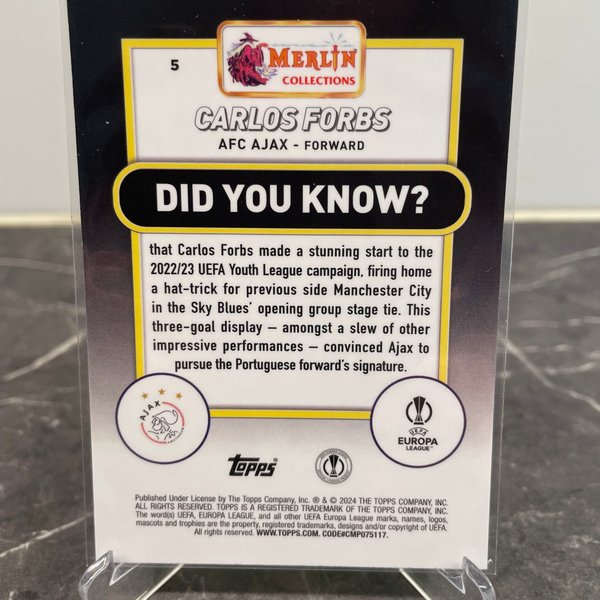 5
MERLIN
COLLECTIONS
CARLOS FORBS
AFC AJAX - FORWARD
DID YOU KNOW?
that Carlos Forbs made a stunning start to the
2022/23 UEFA Youth League campaign, firing home
a hat-trick for previous side Manchester City
in the Sky Blues' opening group stage tie. This
three-goal display — amongst a slew of other
impressive performances — convinced Ajax to
pursue the Portuguese forward's signature.
AJAX
UEFA
EUROPA
LEAGUE™
topps®
Published Under License by The Topps Company, Inc. ® & © 2024 THE TOPPS COMPANY, INC.
ALL RIGHTS RESERVED. TOPPS IS A REGISTERED TRADEMARK OF THE TOPPS COMPANY, INC.
The word(s) UEFA, EUROPA LEAGUE, and all other UEFA Europa League marks, names, logos,
mascots and trophies are the property, registered trademarks, designs and/or copyright of UEFA.
All rights reserved. WWW.TOPPS.COM. CODE#CMP075117.